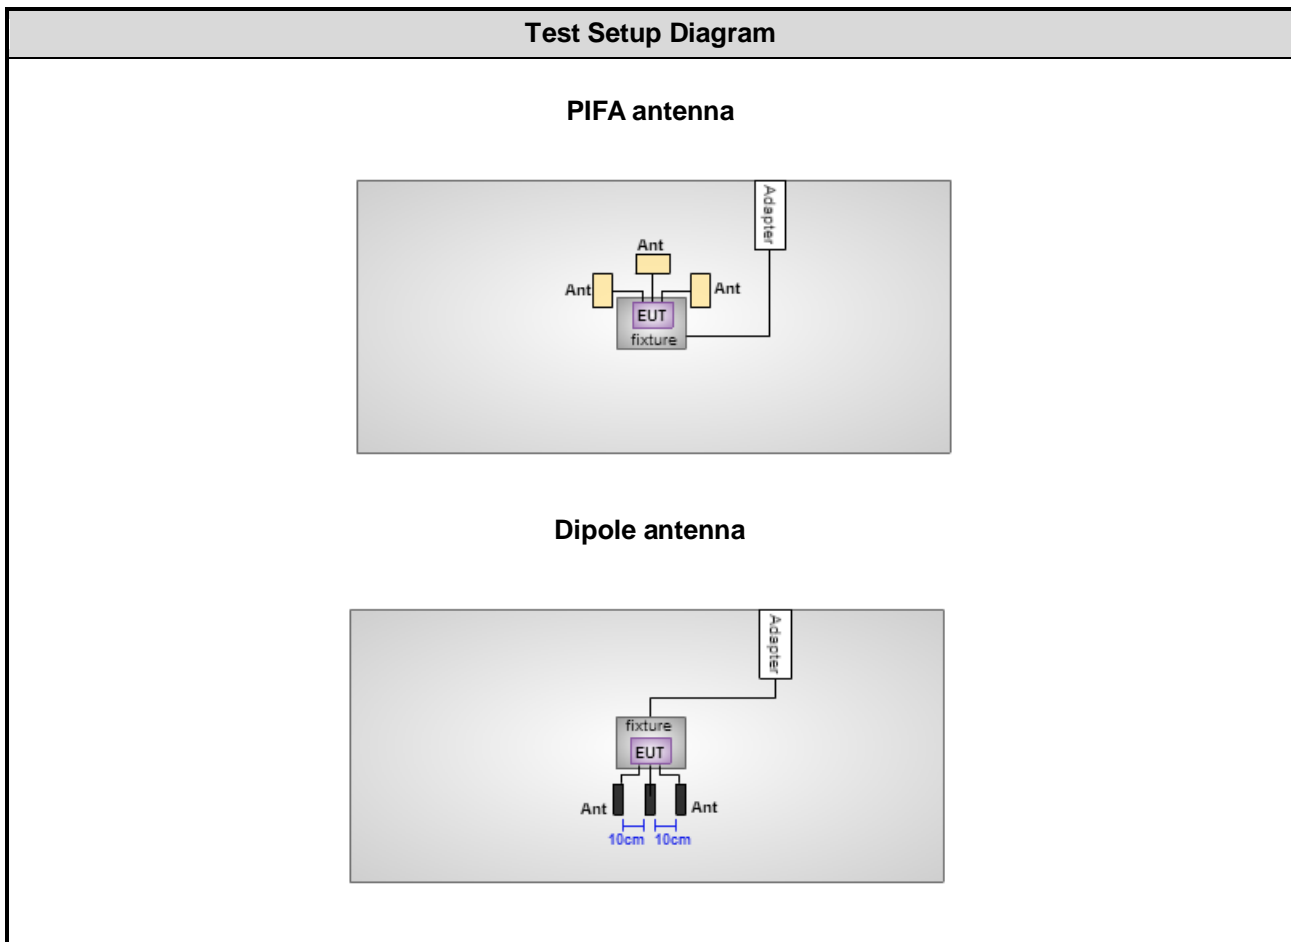 Test Setup Diagram
PIFA antenna
Adapter
Ant
Ant
Ant
EUT
fixture
Dipole antenna
Adapter
fixture
EUT
Ant
Ant
10cm
10cm